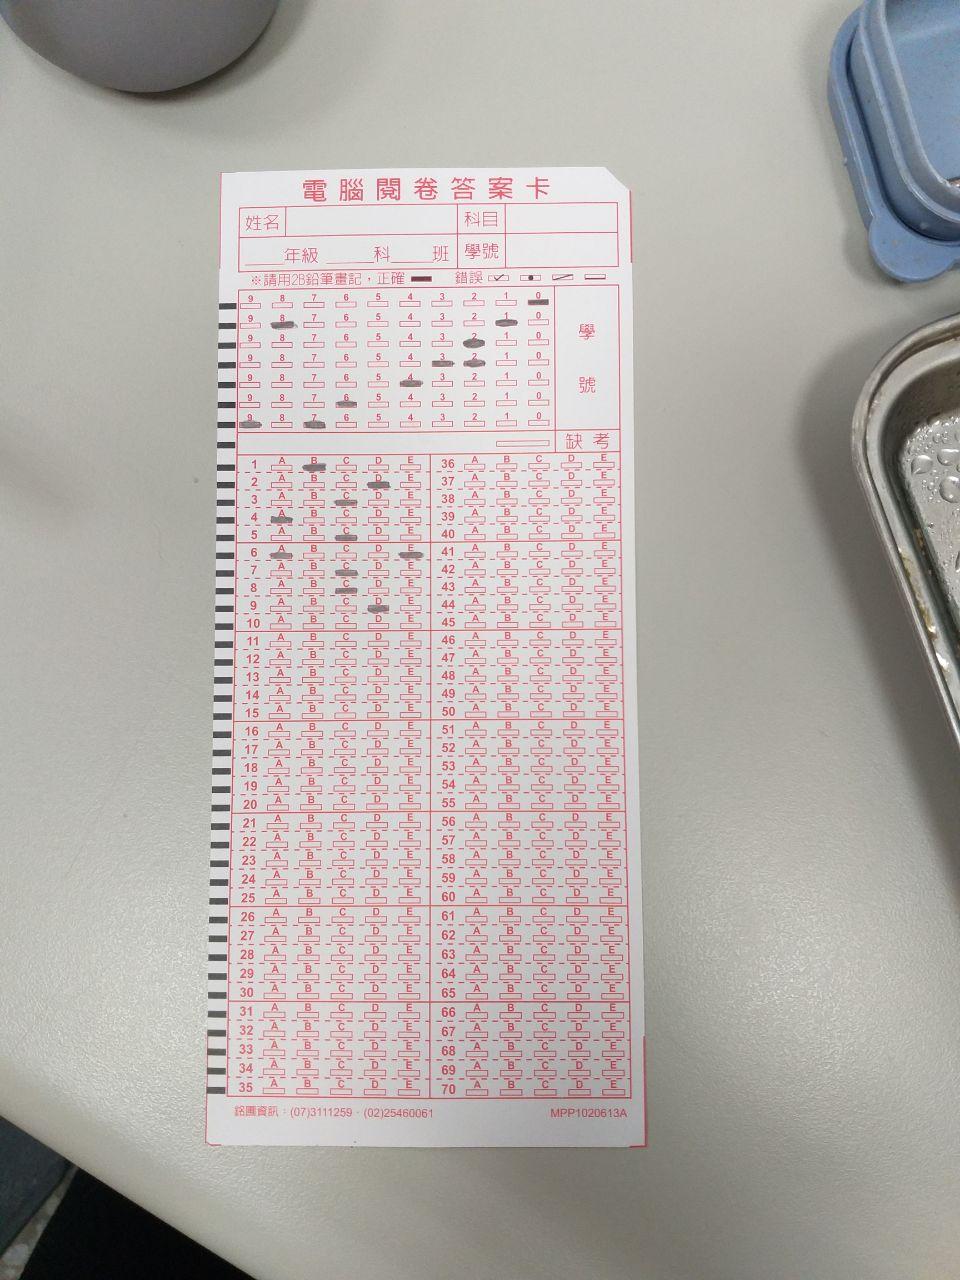 電腦閱卷答案卡
姓名 科目
____年級 _____科____班 學號
※請用2B鉛筆畫記，正確 錯誤
9 8 7 6 5 4 3 2 1 0
9 8 7 6 5 4 3 2 1 0
9 8 7 6 5 4 3 2 1 0
9 8 7 6 5 4 3 2 1 0
9 8 7 6 5 4 3 2 1 0
9 8 7 6 5 4 3 2 1 0
9 8 7 6 5 4 3 2 1 0
學號
缺考
1 A B C D E 36 A B C D E
2 A B C D E 37 A B C D E
3 A B C D E 38 A B C D E
4 A B C D E 39 A B C D E
5 A B C D E 40 A B C D E
6 A B C D E 41 A B C D E
7 A B C D E 42 A B C D E
8 A B C D E 43 A B C D E
9 A B C D E 44 A B C D E
10 A B C D E 45 A B C D E
11 A B C D E 46 A B C D E
12 A B C D E 47 A B C D E
13 A B C D E 48 A B C D E
14 A B C D E 49 A B C D E
15 A B C D E 50 A B C D E
16 A B C D E 51 A B C D E
17 A B C D E 52 A B C D E
18 A B C D E 53 A B C D E
19 A B C D E 54 A B C D E
20 A B C D E 55 A B C D E
21 A B C D E 56 A B C D E
22 A B C D E 57 A B C D E
23 A B C D E 58 A B C D E
24 A B C D E 59 A B C D E
25 A B C D E 60 A B C D E
26 A B C D E 61 A B C D E
27 A B C D E 62 A B C D E
28 A B C D E 63 A B C D E
29 A B C D E 64 A B C D E
30 A B C D E 65 A B C D E
31 A B C D E 66 A B C D E
32 A B C D E 67 A B C D E
33 A B C D E 68 A B C D E
34 A B C D E 69 A B C D E
35 A B C D E 70 A B C D E
銘圃資訊：(07)3111259．(02)25460061 MPP1020613A